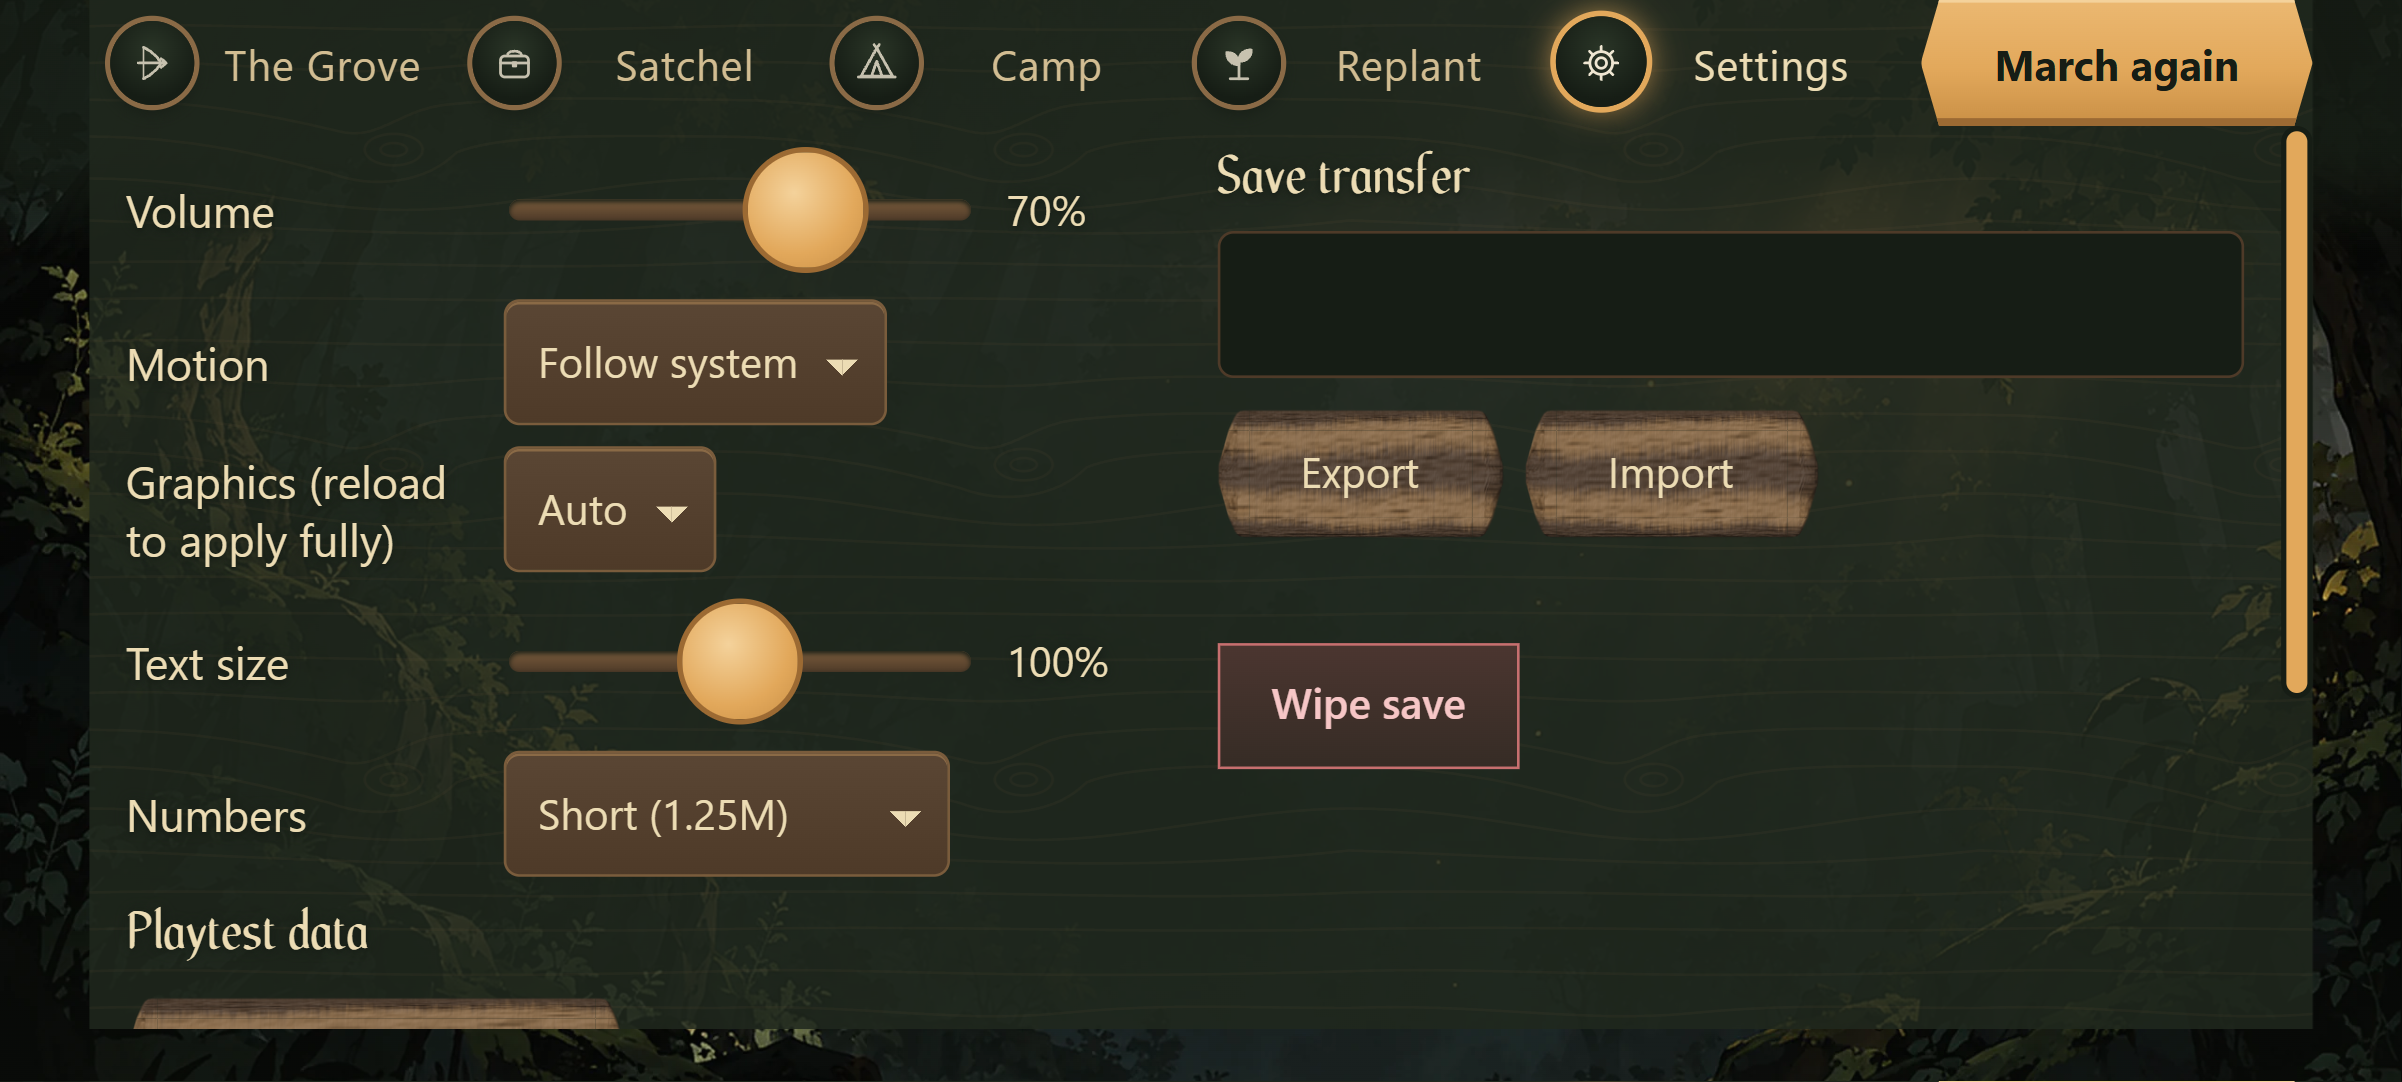 The Grove
Satchel
Camp
Replant
Settings
March again
Volume
70%
Motion
Follow system
Graphics (reload
to apply fully)
Auto
Text size
100%
Numbers
Short (1.25M)
Playtest data
Save transfer
Export
Import
Wipe save